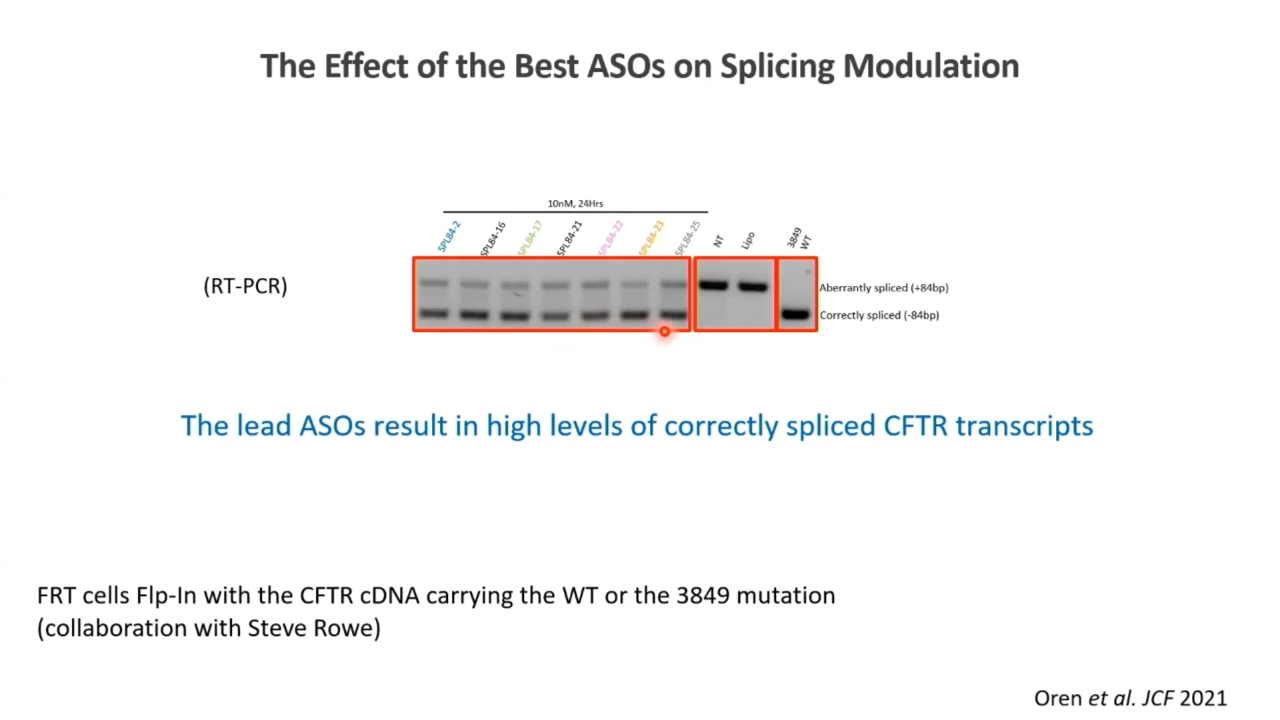 The Effect of the Best ASOs on Splicing Modulation
10nM, 24Hrs
SPL84-2
SPL84-16
SPL84-17
SPL84-21
SPL84-22
SPL84-23
SPL84-25
NT
Lipo
3849
WT
(RT-PCR)
Aberrantly spliced (+84bp)
Correctly spliced (-84bp)
The lead ASOs result in high levels of correctly spliced CFTR transcripts
FRT cells Flp-In with the CFTR cDNA carrying the WT or the 3849 mutation
(collaboration with Steve Rowe)
Oren et al. JCF 2021